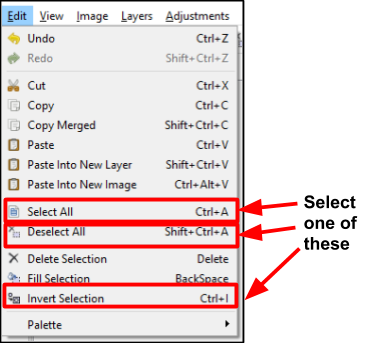 Edit View Image Layers Adjustments
Undo Ctrl+Z
Redo Shift+Ctrl+Z
Cut Ctrl+X
Copy Ctrl+C
Copy Merged Shift+Ctrl+C
Paste Ctrl+V
Paste Into New Layer Shift+Ctrl+V
Paste Into New Image Ctrl+Alt+V
Select All Ctrl+A
Deselect All Shift+Ctrl+A
Delete Selection Delete
Fill Selection BackSpace
Invert Selection Ctrl+I
Palette
Select
one of
these